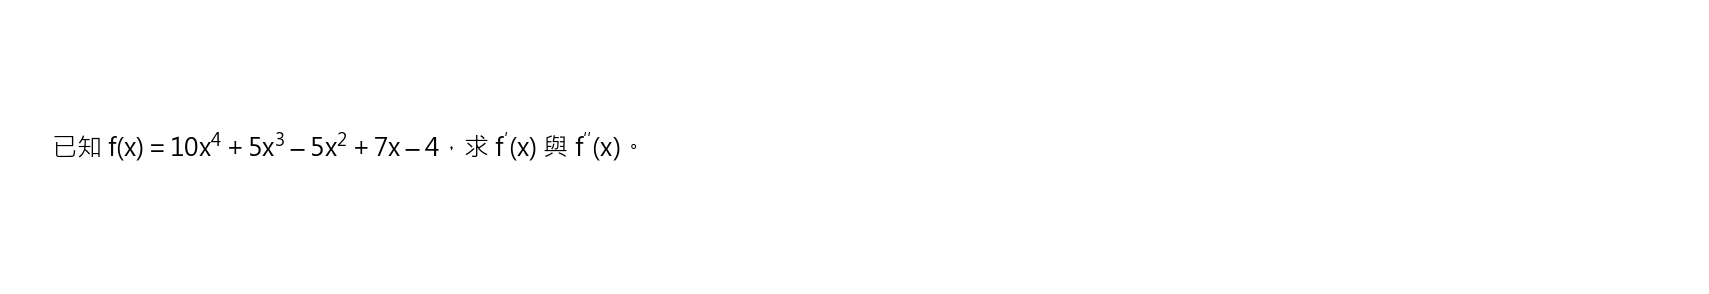 已知 f(x) = 10x⁴ + 5x³ – 5x² + 7x – 4，求 f′(x) 與 f′′(x)。